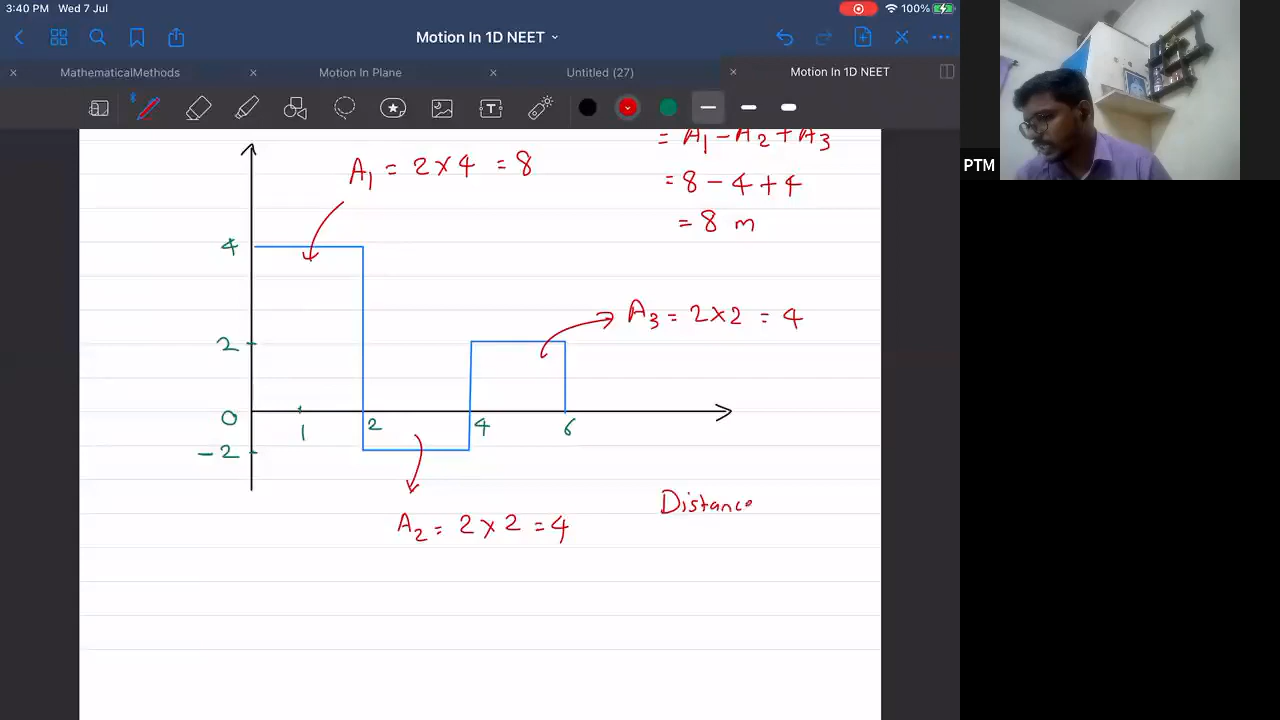 3:40 PM Wed 7 Jul
100%
Motion In 1D NEET
MathematicalMethods
Motion In Plane
Untitled (27)
Motion In 1D NEET
T
PTM
= A₁ − A₂ + A₃
A₁ = 2 × 4 = 8
= 8 − 4 + 4
= 8 m
4
A₃ = 2 × 2 = 4
2
0
1
2
4
6
−2
Distance
A₂ = 2 × 2 = 4